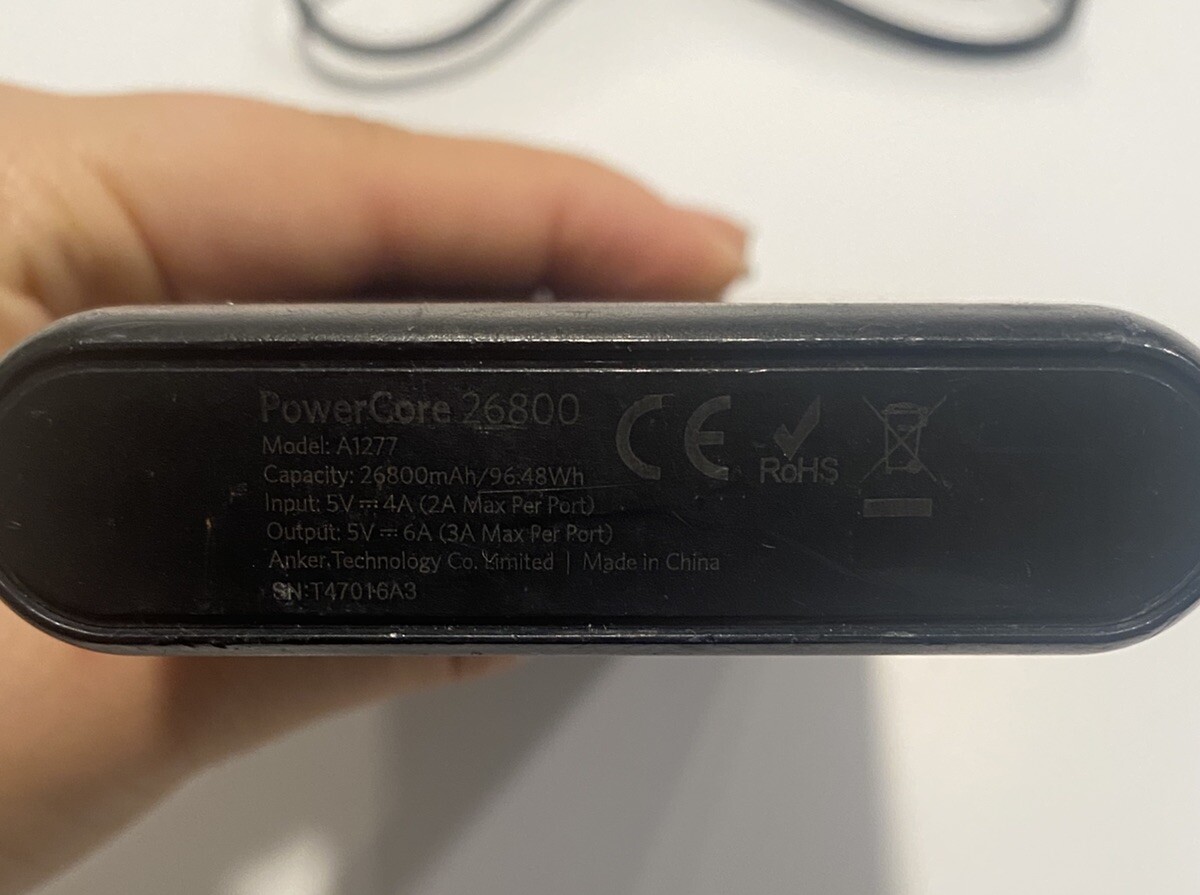 PowerCore 26800
Model: A1277
Capacity: 26800mAh/96.48Wh
Input: 5V ⎓ 4A (2A Max Per Port)
Output: 5V ⎓ 6A (3A Max Per Port)
Anker Technology Co. Limited | Made in China
SN:T47016A3
CE
RoHS